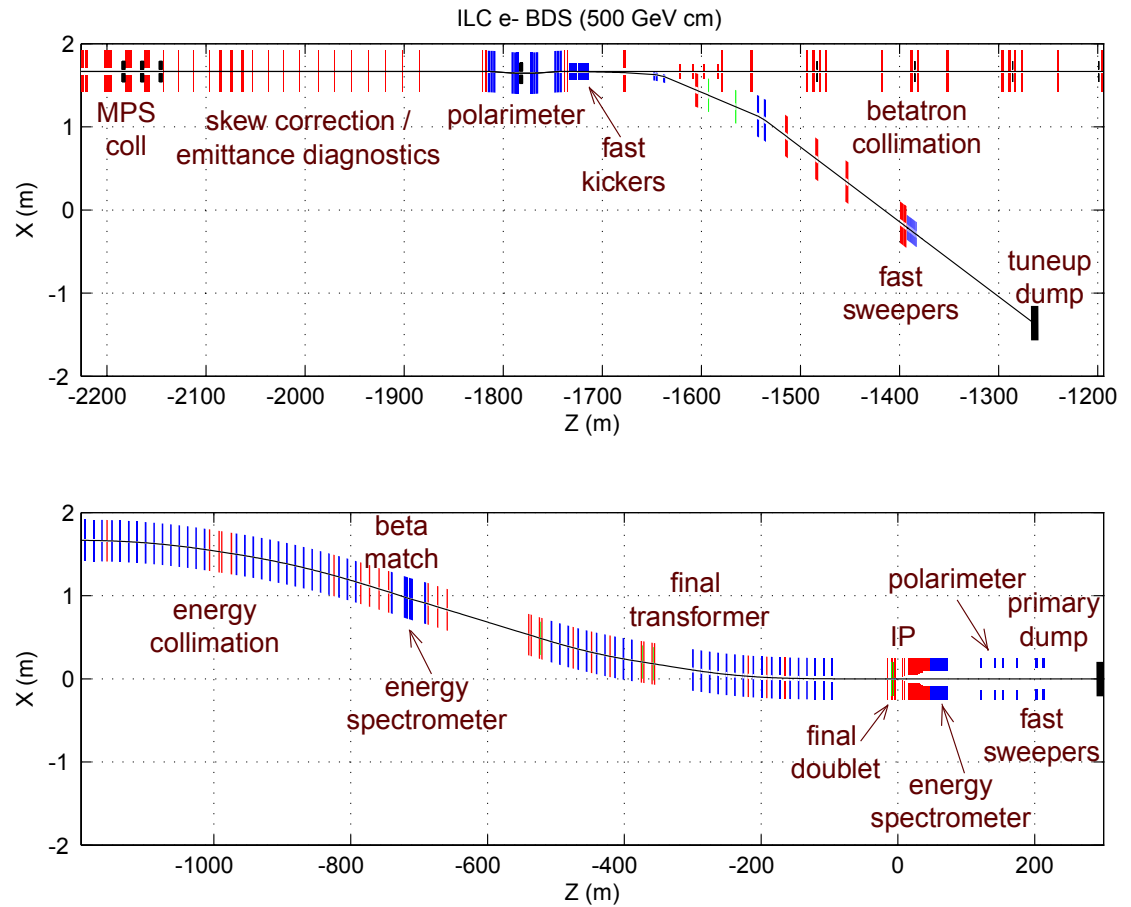 ILC e- BDS (500 GeV cm)
2
1
0
-1
-2
X (m)
MPS
coll
skew correction /
emittance diagnostics
polarimeter
fast
kickers
betatron
collimation
fast
sweepers
tuneup
dump
-2200 -2100 -2000 -1900 -1800 -1700 -1600 -1500 -1400 -1300 -1200
Z (m)
2
1
0
-1
-2
X (m)
energy
collimation
beta
match
energy
spectrometer
final
transformer
polarimeter
primary
dump
IP
final
doublet
fast
sweepers
energy
spectrometer
-1000 -800 -600 -400 -200 0 200
Z (m)